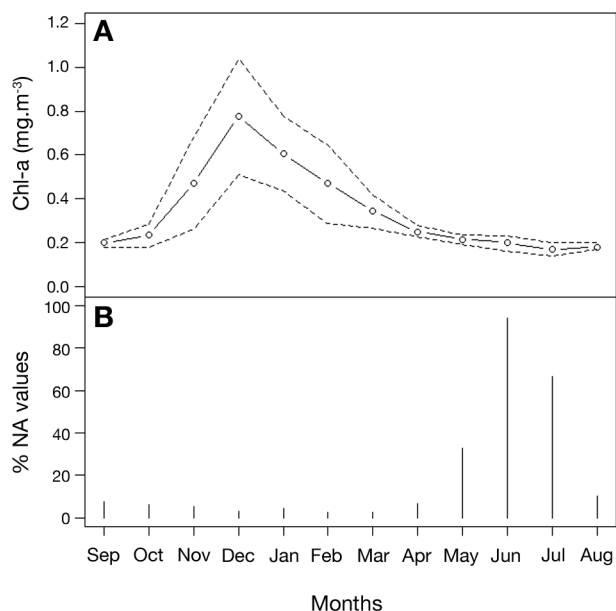 A
1.2
1.0
0.8
0.6
0.4
0.2
0.0
Chl-a (mg.m⁻³)
B
100
80
60
40
20
0
% NA values
Sep Oct Nov Dec Jan Feb Mar Apr May Jun Jul Aug
Months